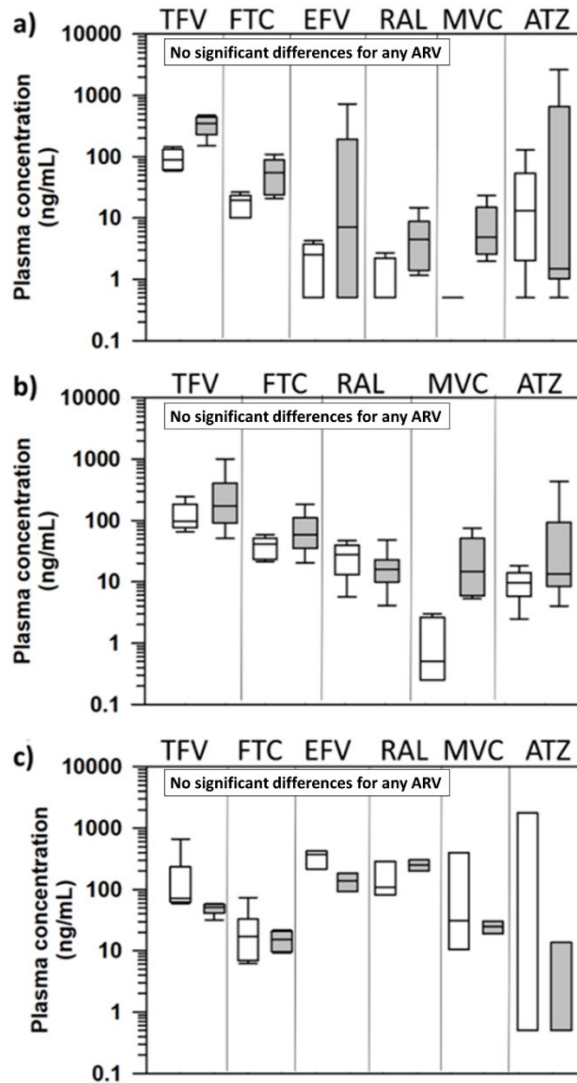 a) TFV FTC EFV RAL MVC ATZ
No significant differences for any ARV
10000
1000
100
10
1
0.1
Plasma concentration
(ng/mL)
b) TFV FTC RAL MVC ATZ
No significant differences for any ARV
10000
1000
100
10
1
0.1
Plasma concentration
(ng/mL)
c) TFV FTC EFV RAL MVC ATZ
No significant differences for any ARV
10000
1000
100
10
1
0.1
Plasma concentration
(ng/mL)